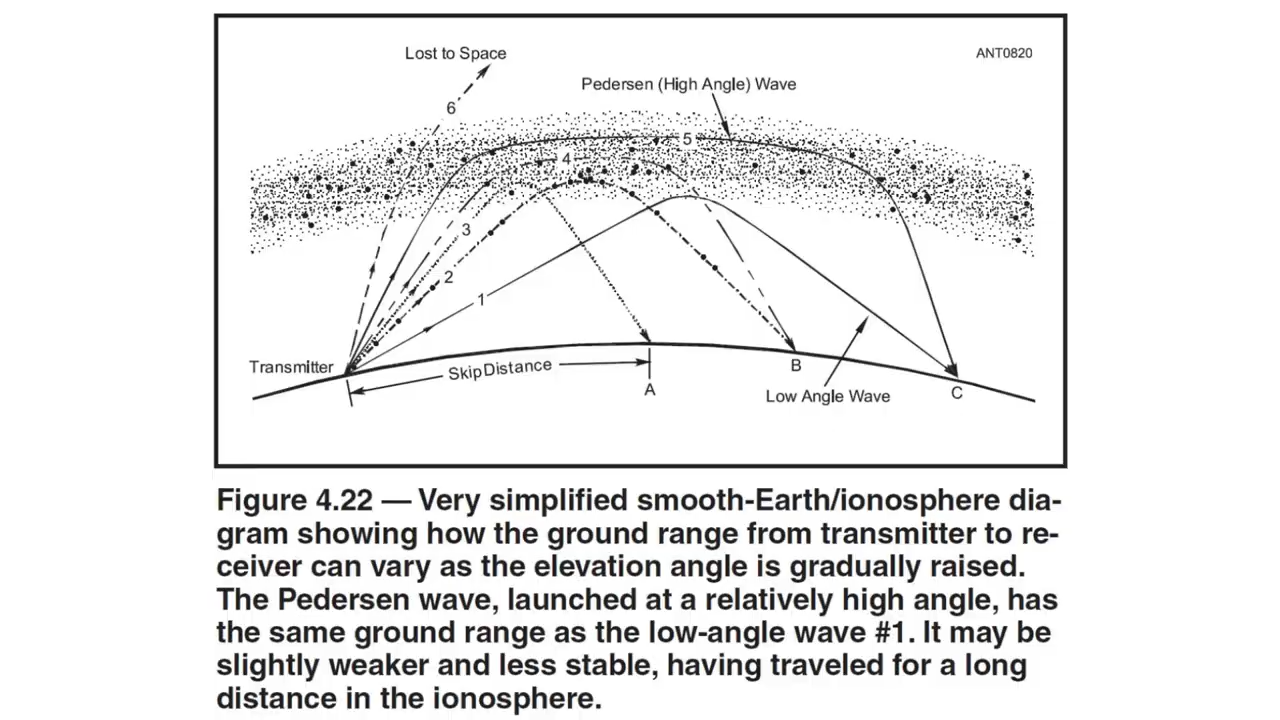 Lost to Space
ANT0820
Pedersen (High Angle) Wave
6
5
4
3
2
1
Transmitter
Skip Distance
A
B
C
Low Angle Wave
Figure 4.22 — Very simplified smooth-Earth/ionosphere dia-
gram showing how the ground range from transmitter to re-
ceiver can vary as the elevation angle is gradually raised.
The Pedersen wave, launched at a relatively high angle, has
the same ground range as the low-angle wave #1. It may be
slightly weaker and less stable, having traveled for a long
distance in the ionosphere.